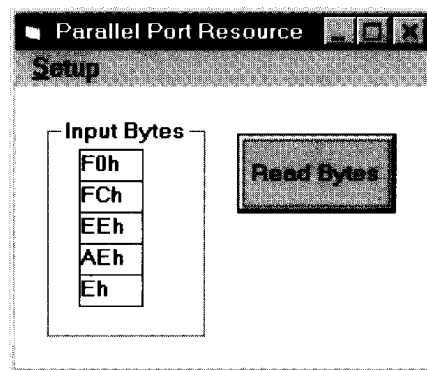 Parallel Port Resource
Setup
Input Bytes
Read Bytes
F0h
FCh
EEh
AEh
Eh